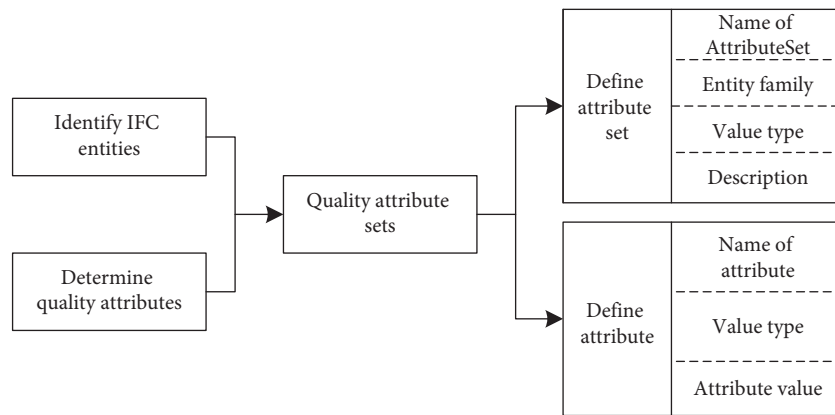 Identify IFC
entities
Determine
quality attributes
Quality attribute
sets
Define
attribute
set
Name of
AttributeSet
Entity family
Value type
Description
Define
attribute
Name of
attribute
Value type
Attribute value